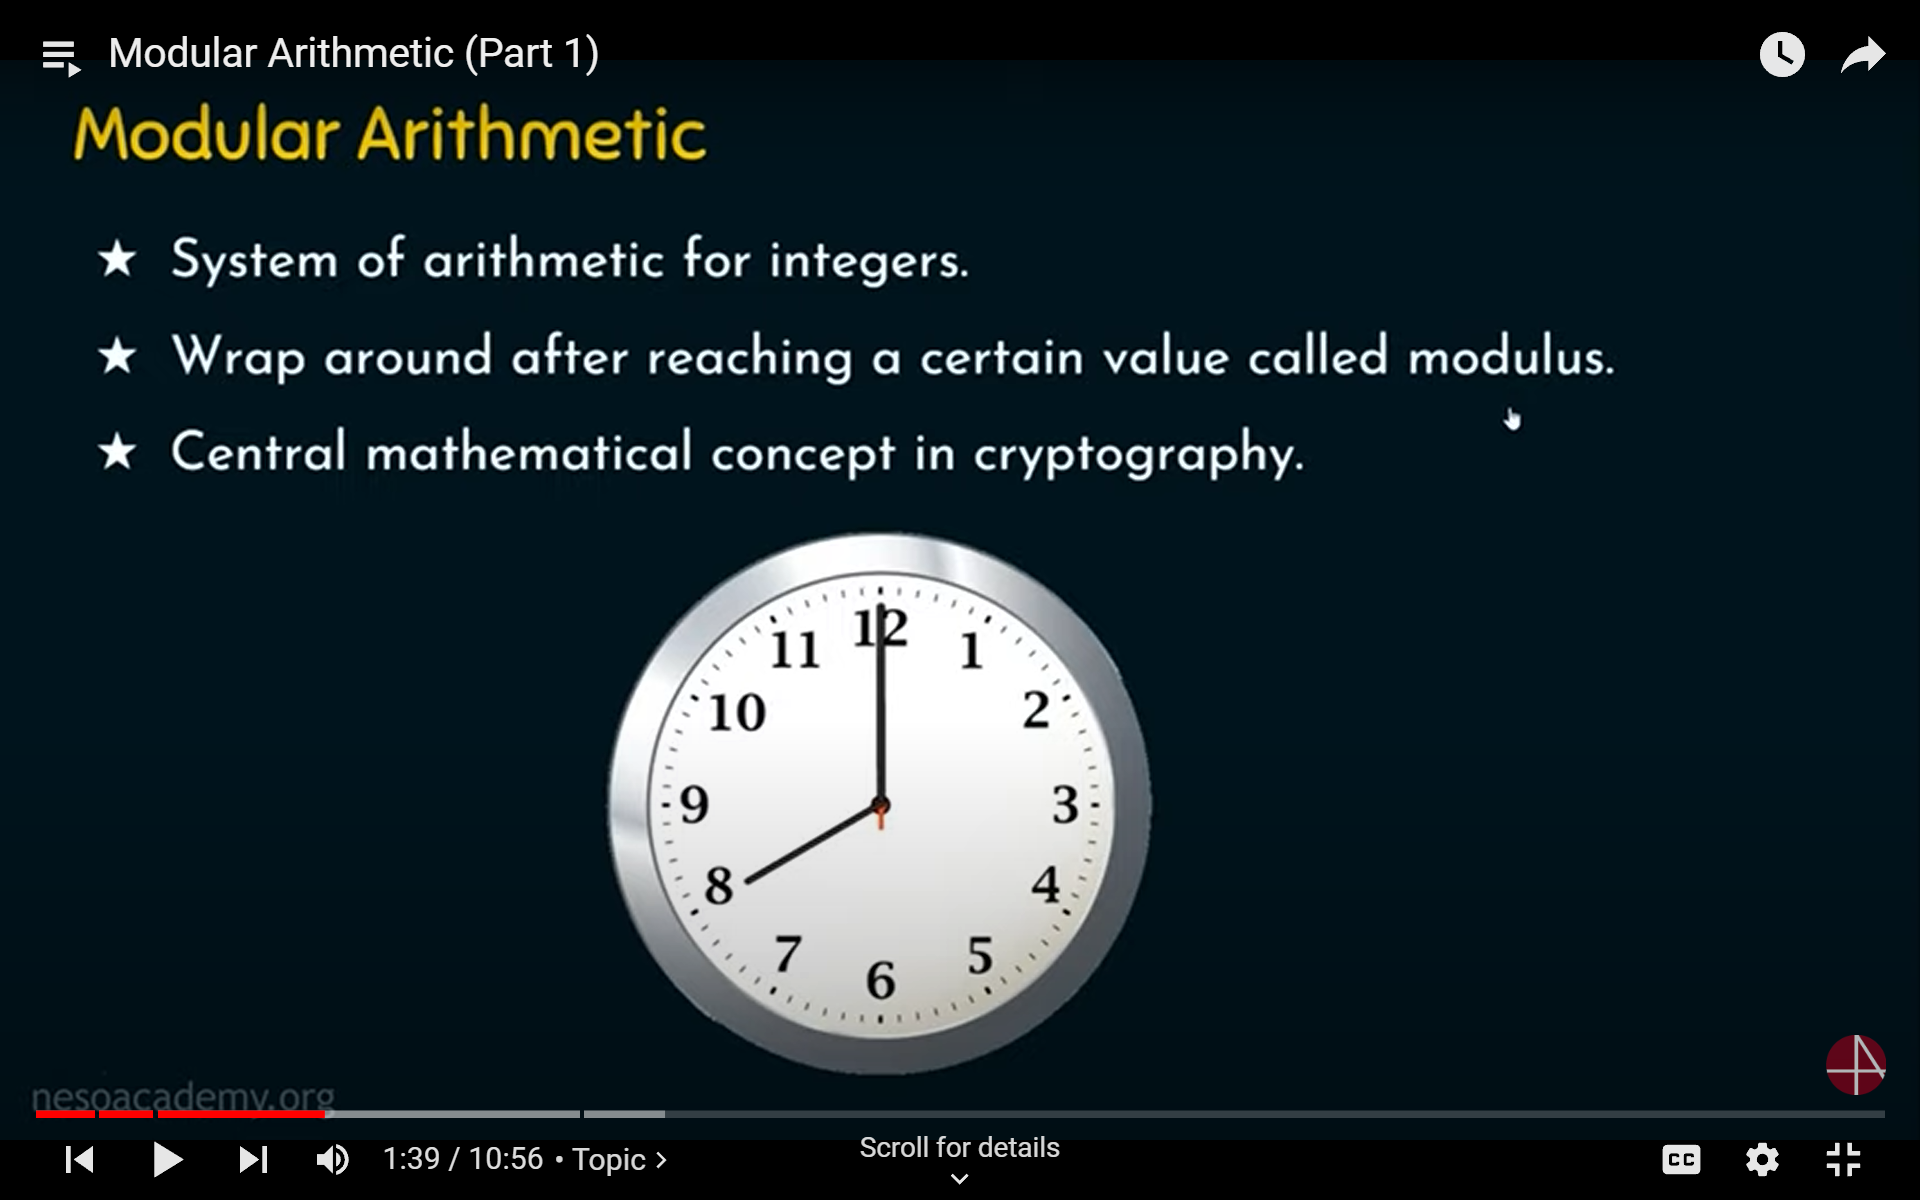 Modular Arithmetic (Part 1)
Modular Arithmetic
★ System of arithmetic for integers.
★ Wrap around after reaching a certain value called modulus.
★ Central mathematical concept in cryptography.
12
11
1
10
2
9
3
8
4
7
5
6
nesoacademy.org
1:39 / 10:56 • Topic >
Scroll for details
CC